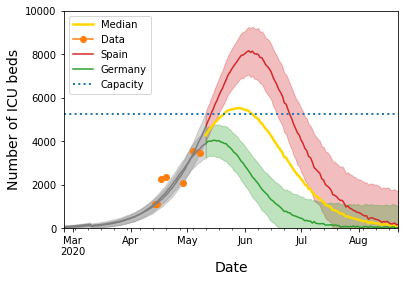 Number of ICU beds
10000
8000
6000
4000
2000
0
Median
Data
Spain
Germany
Capacity
Mar
2020
Apr
May
Jun
Jul
Aug
Date